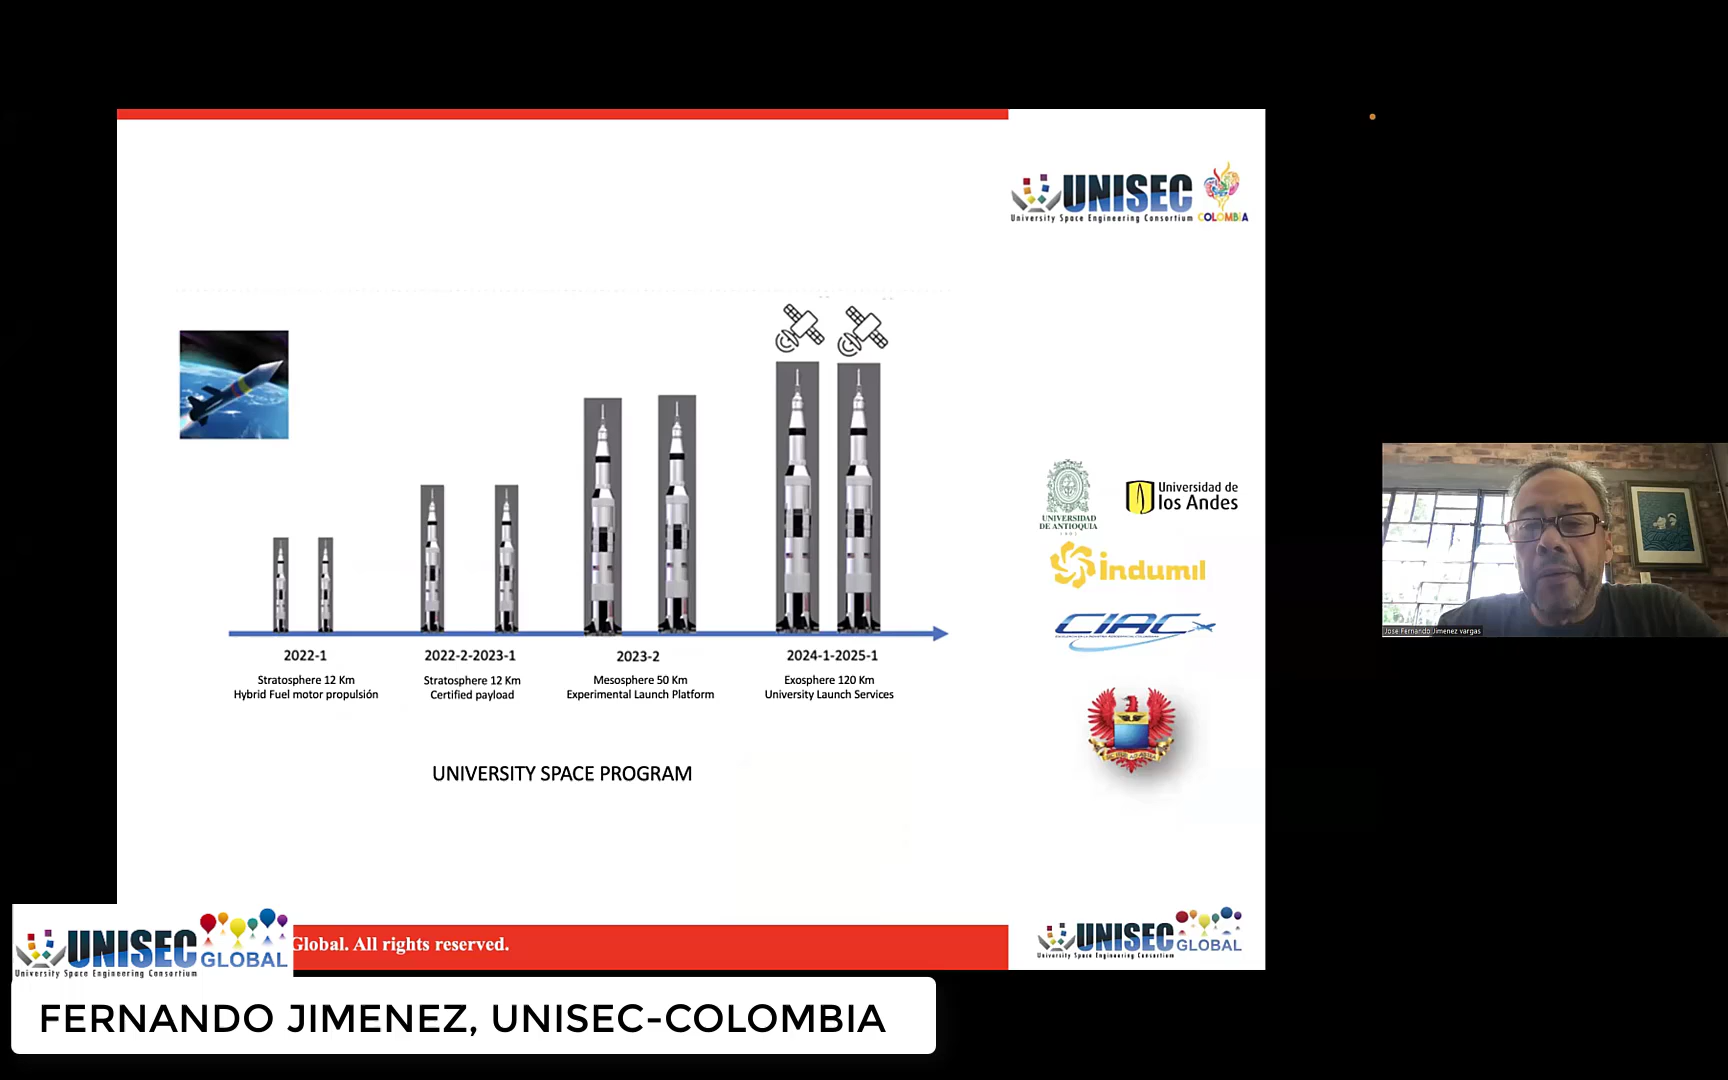 UNISEC
University Space Engineering Consortium
COLOMBIA
2022-1
Stratosphere 12 Km
Hybrid Fuel motor propulsión
2022-2-2023-1
Stratosphere 12 Km
Certified payload
2023-2
Mesosphere 50 Km
Experimental Launch Platform
2024-1-2025-1
Exosphere 120 Km
University Launch Services
UNIVERSITY SPACE PROGRAM
UNIVERSIDAD
DE ANTIOQUIA
Universidad de
los Andes
indumil
CIAC
Jose Fernando Jimenez vargas
UNISEC
GLOBAL
University Space Engineering Consortium
Global. All rights reserved.
UNISEC
GLOBAL
University Space Engineering Consortium
FERNANDO JIMENEZ, UNISEC-COLOMBIA